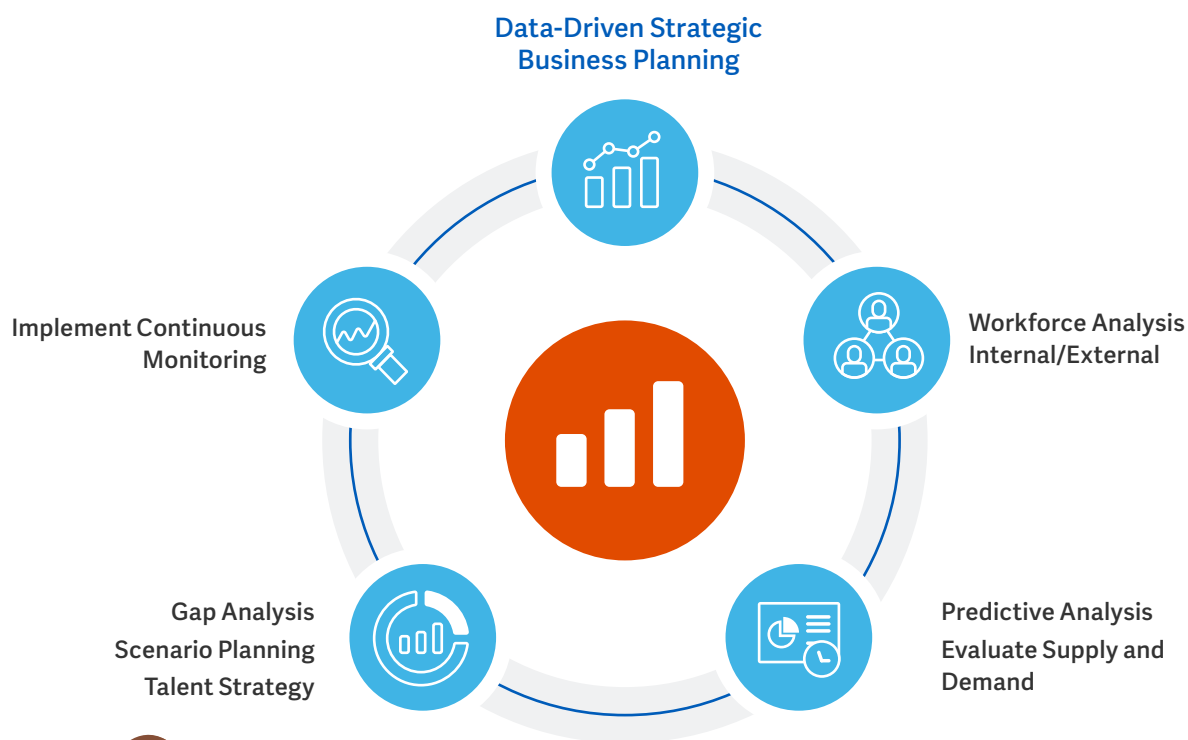 Data-Driven Strategic
Business Planning
Workforce Analysis
Internal/External
Predictive Analysis
Evaluate Supply and
Demand
Gap Analysis
Scenario Planning
Talent Strategy
Implement Continuous
Monitoring